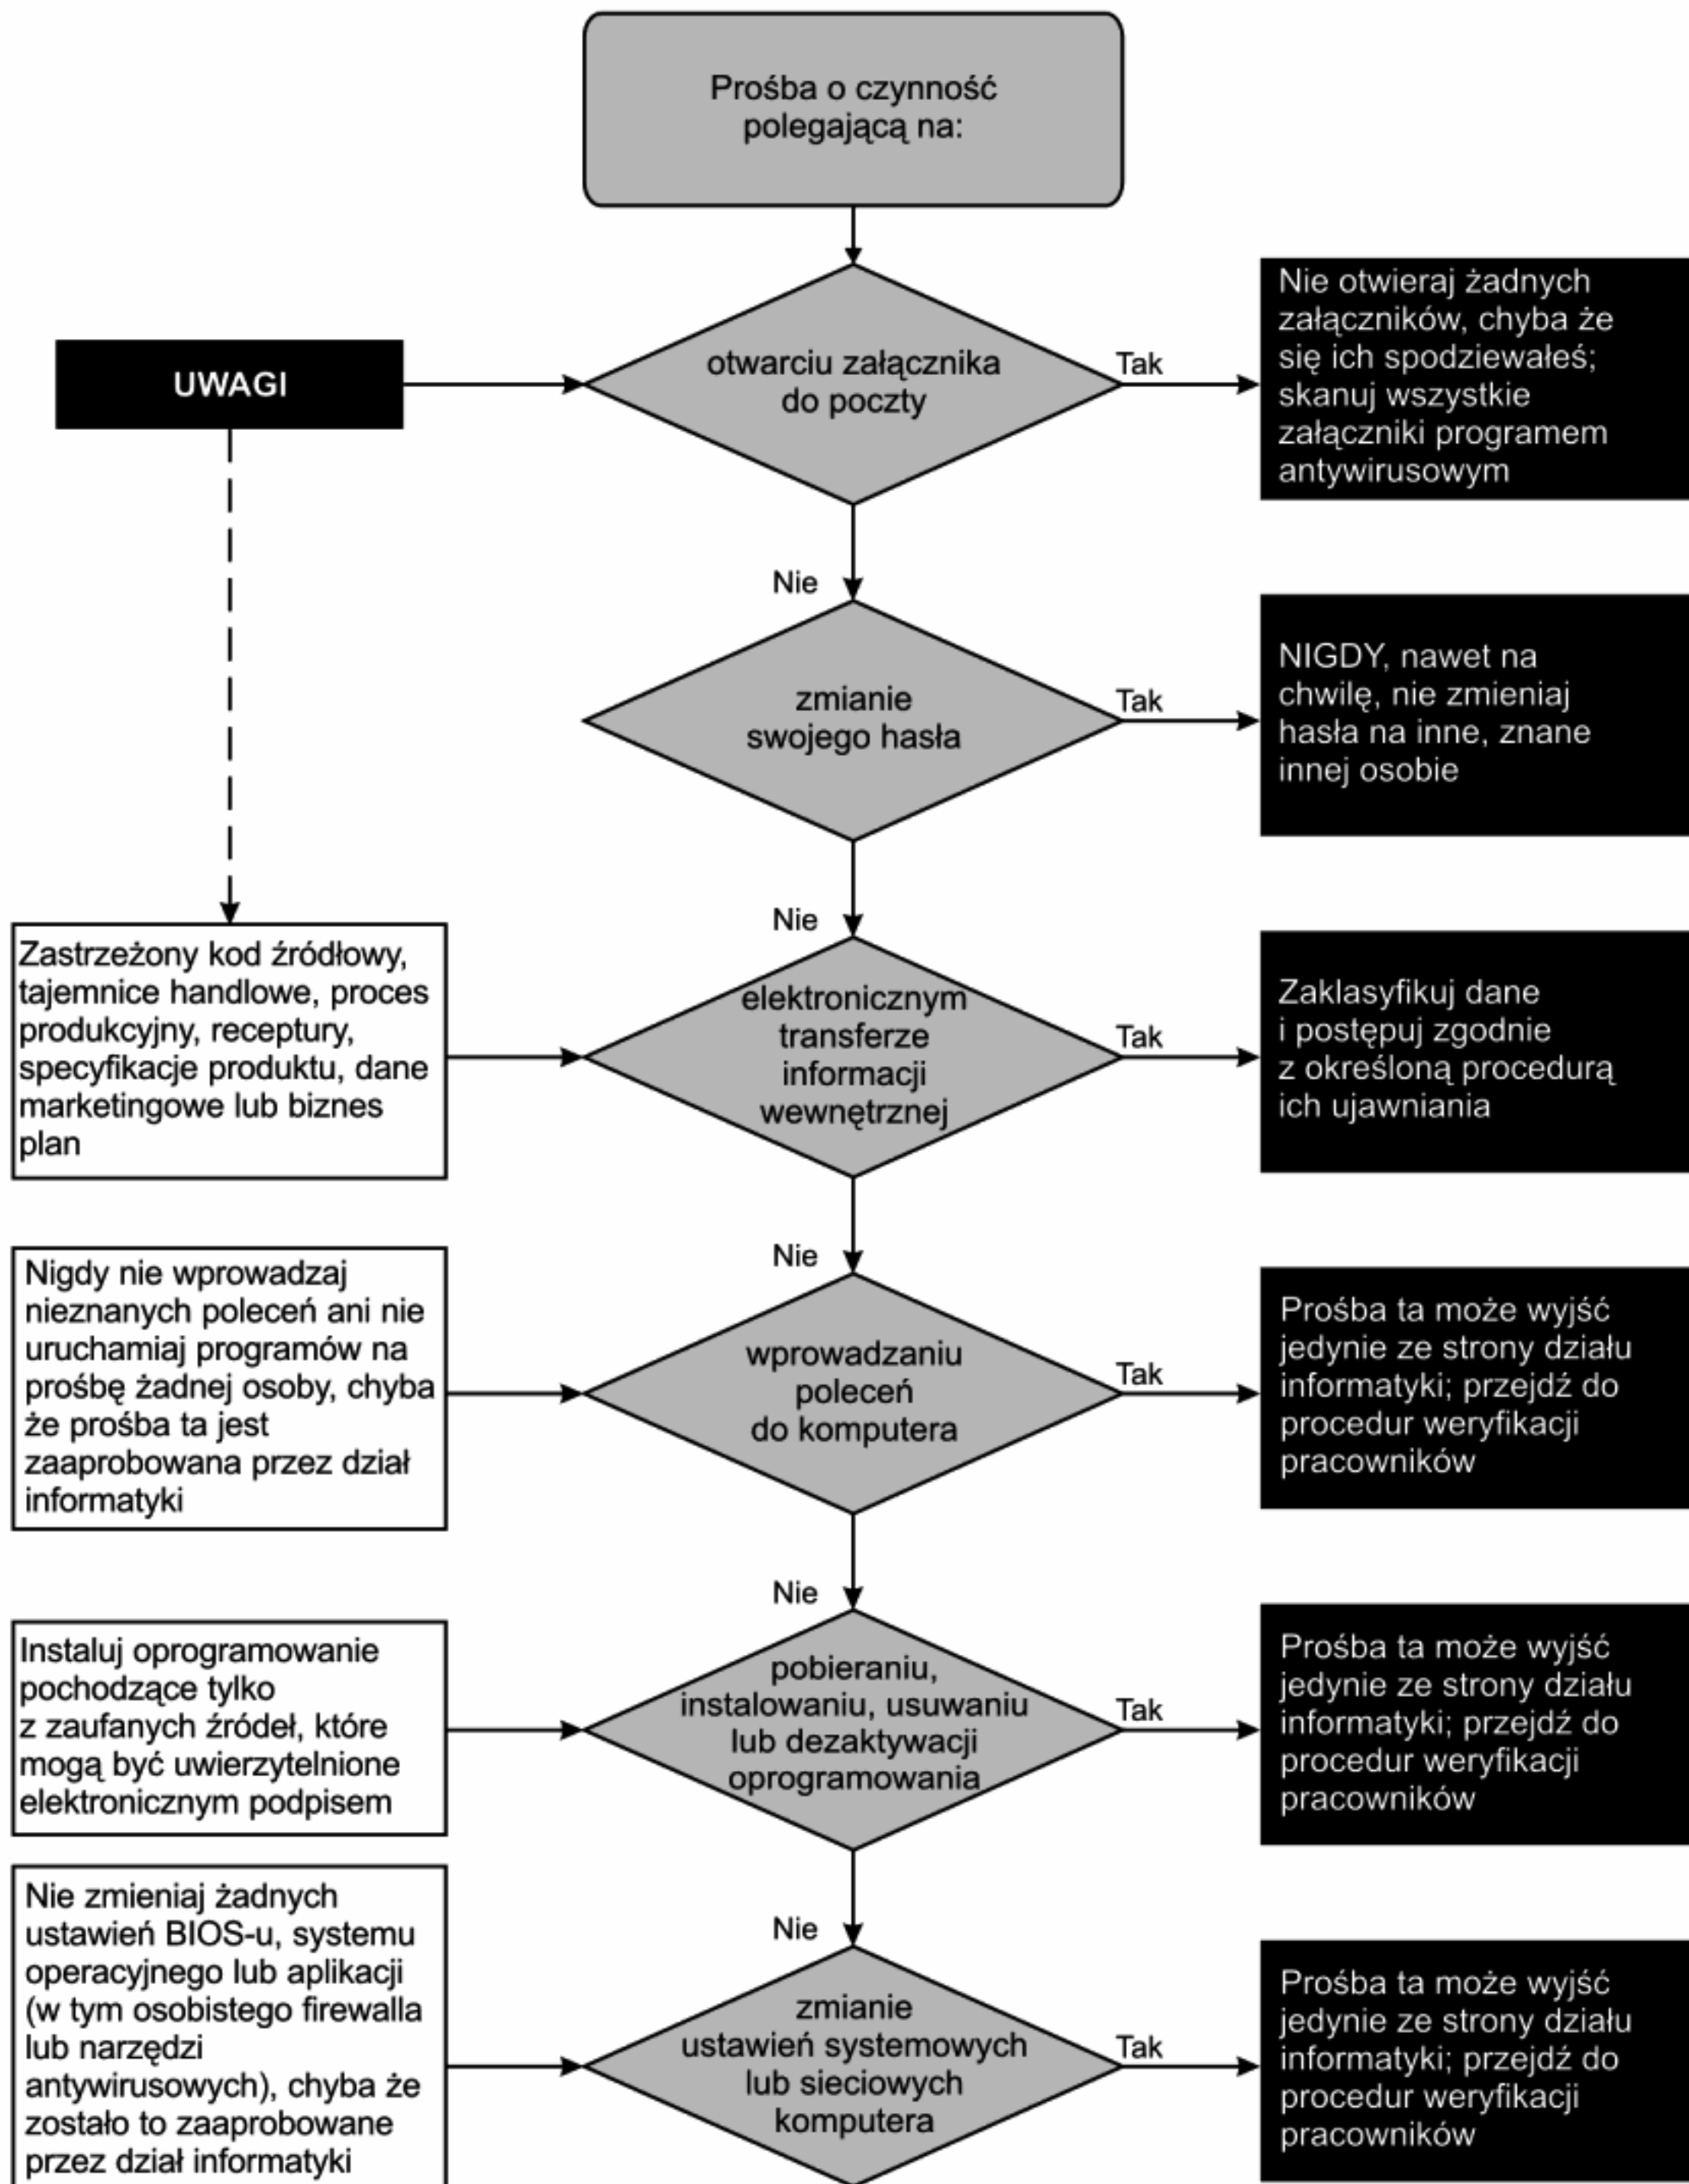 Prośba o czynność
polegającą na:
UWAGI
otwarciu załącznika
do poczty
Tak
Nie otwieraj żadnych
załączników, chyba że
się ich spodziewałeś;
skanuj wszystkie
załączniki programem
antywirusowym
Nie
zmianie
swojego hasła
Tak
NIGDY, nawet na
chwilę, nie zmieniaj
hasła na inne, znane
innej osobie
Nie
Zastrzeżony kod źródłowy,
tajemnice handlowe, proces
produkcyjny, receptury,
specyfikacje produktu, dane
marketingowe lub biznes
plan
elektronicznym
transferze
informacji
wewnętrznej
Tak
Zaklasyfikuj dane
i postępuj zgodnie
z określoną procedurą
ich ujawniania
Nie
Nigdy nie wprowadzaj
nieznanych poleceń ani nie
uruchamiaj programów na
prośbę żadnej osoby, chyba
że prośba ta jest
zaaprobowana przez dział
informatyki
wprowadzaniu
poleceń
do komputera
Tak
Prośba ta może wyjść
jedynie ze strony działu
informatyki; przejdź do
procedur weryfikacji
pracowników
Nie
Instaluj oprogramowanie
pochodzące tylko
z zaufanych źródeł, które
mogą być uwierzytelnione
elektronicznym podpisem
pobieraniu,
instalowaniu, usuwaniu
lub dezaktywacji
oprogramowania
Tak
Prośba ta może wyjść
jedynie ze strony działu
informatyki; przejdź do
procedur weryfikacji
pracowników
Nie
Nie zmieniaj żadnych
ustawień BIOS-u, systemu
operacyjnego lub aplikacji
(w tym osobistego firewalla
lub narzędzi
antywirusowych), chyba że
zostało to zaaprobowane
przez dział informatyki
zmianie
ustawień systemowych
lub sieciowych
komputera
Tak
Prośba ta może wyjść
jedynie ze strony działu
informatyki; przejdź do
procedur weryfikacji
pracowników